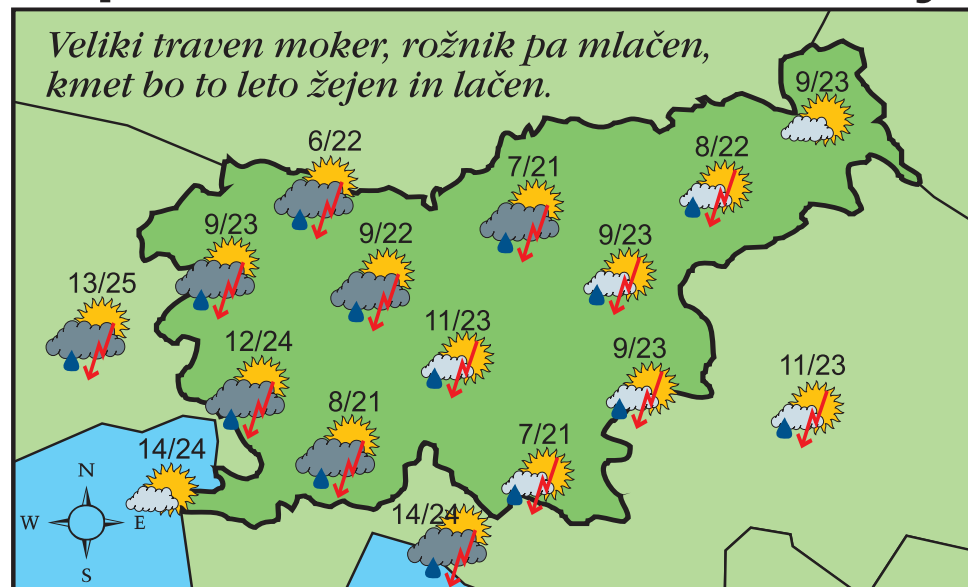 Veliki traven moker, rožnik pa mlačen,
kmet bo to leto žejen in lačen.
9/23
6/22
8/22
7/21
9/23
9/22
9/23
13/25
11/23
12/24
9/23
11/23
8/21
7/21
14/24
14/24
N
W
E
S